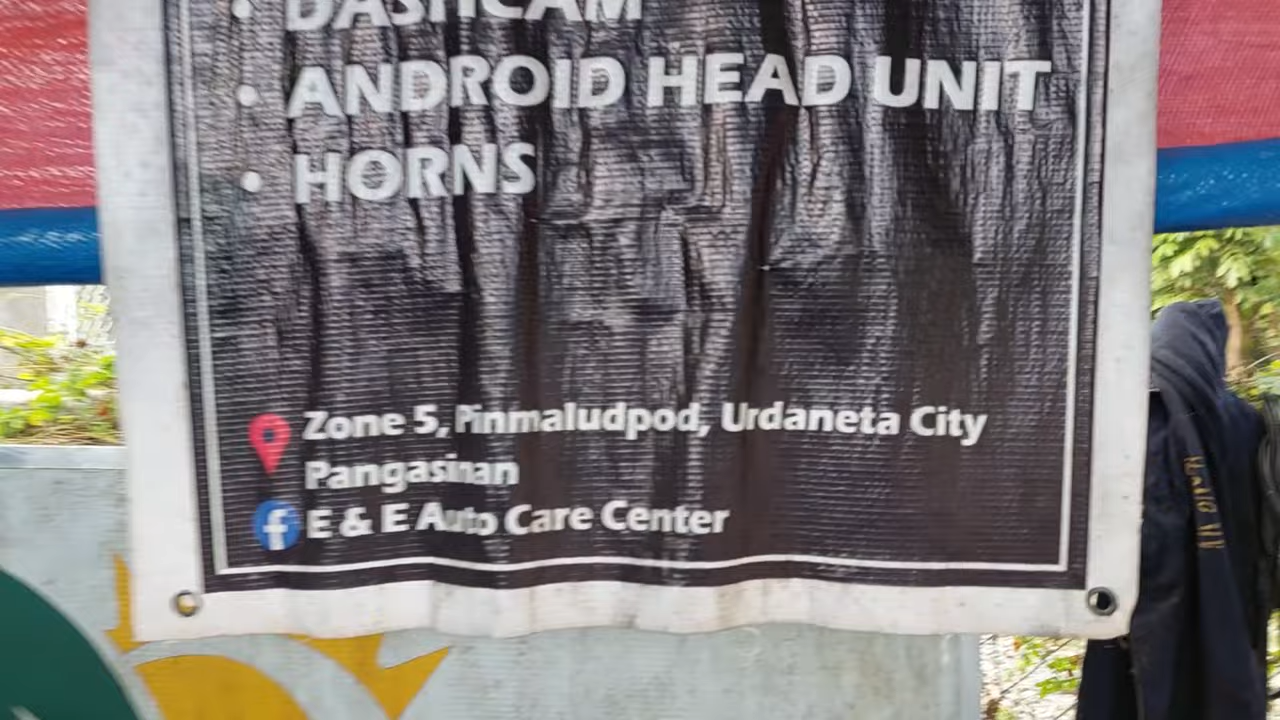 • DASHCAM
• ANDROID HEAD UNIT
• HORNS
Zone 5, Pinmaludpod, Urdaneta City
Pangasinan
E & E Auto Care Center